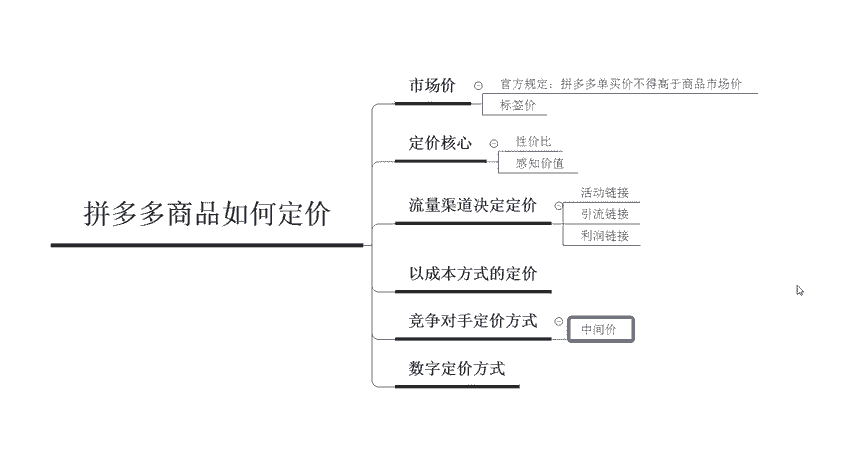 拼多多商品如何定价
市场价
官方规定：拼多多单买价不得高于商品市场价
标签价
定价核心
性价比
感知价值
流量渠道决定定价
活动链接
引流链接
利润链接
以成本方式的定价
竞争对手定价方式
中间价
数字定价方式